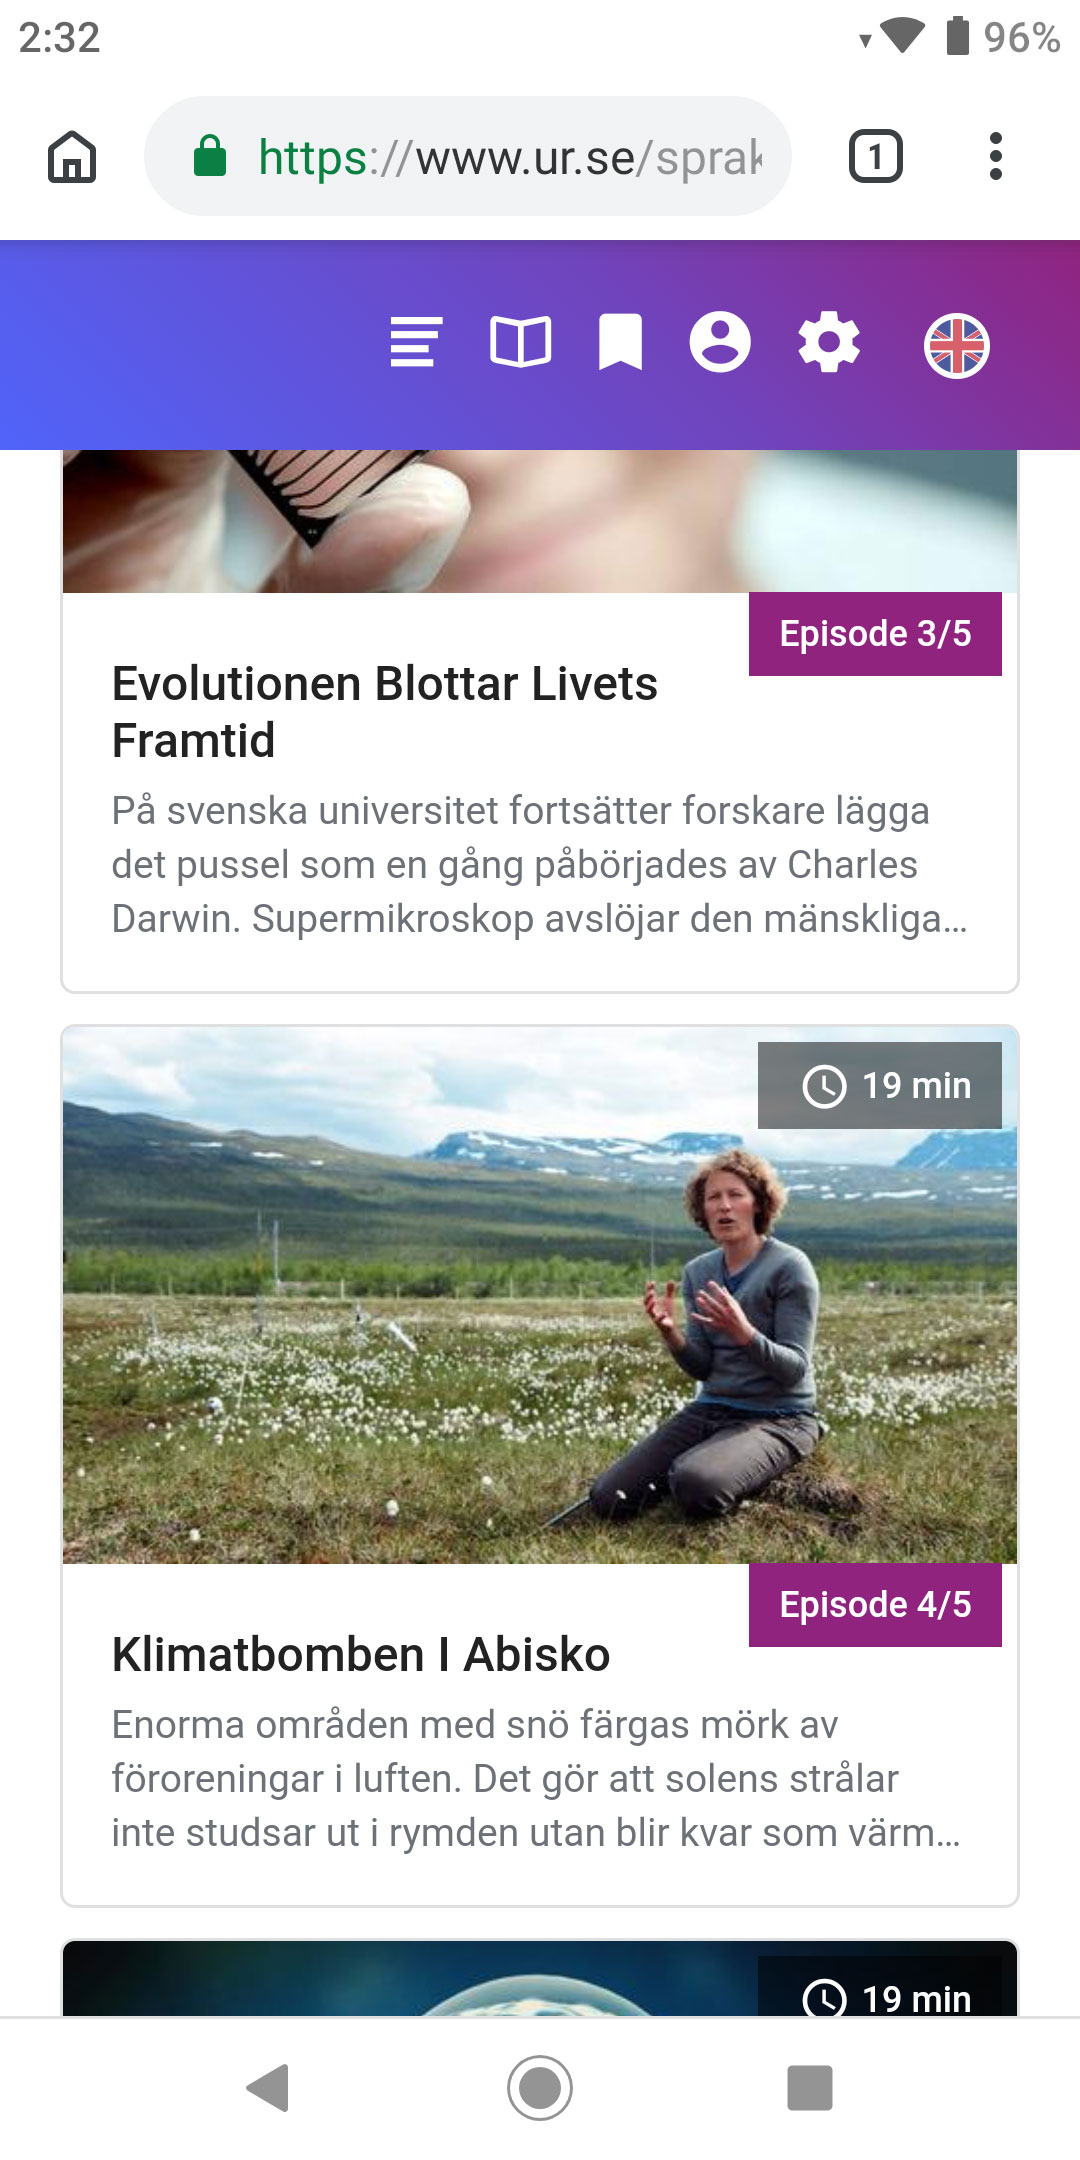 2:32
96%
https://www.ur.se/sprak
1
Episode 3/5
Evolutionen Blottar Livets
Framtid
På svenska universitet fortsätter forskare lägga
det pussel som en gång påbörjades av Charles
Darwin. Supermikroskop avslöjar den mänskliga…
19 min
Episode 4/5
Klimatbomben I Abisko
Enorma områden med snö färgas mörk av
föroreningar i luften. Det gör att solens strålar
inte studsar ut i rymden utan blir kvar som värm…
19 min